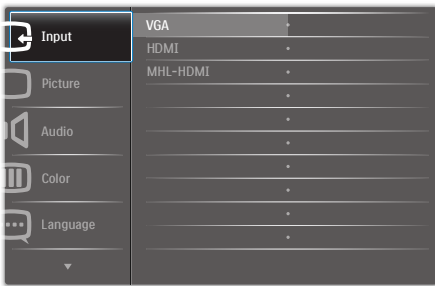 Input
VGA
HDMI
MHL-HDMI
Picture
Audio
Color
Language